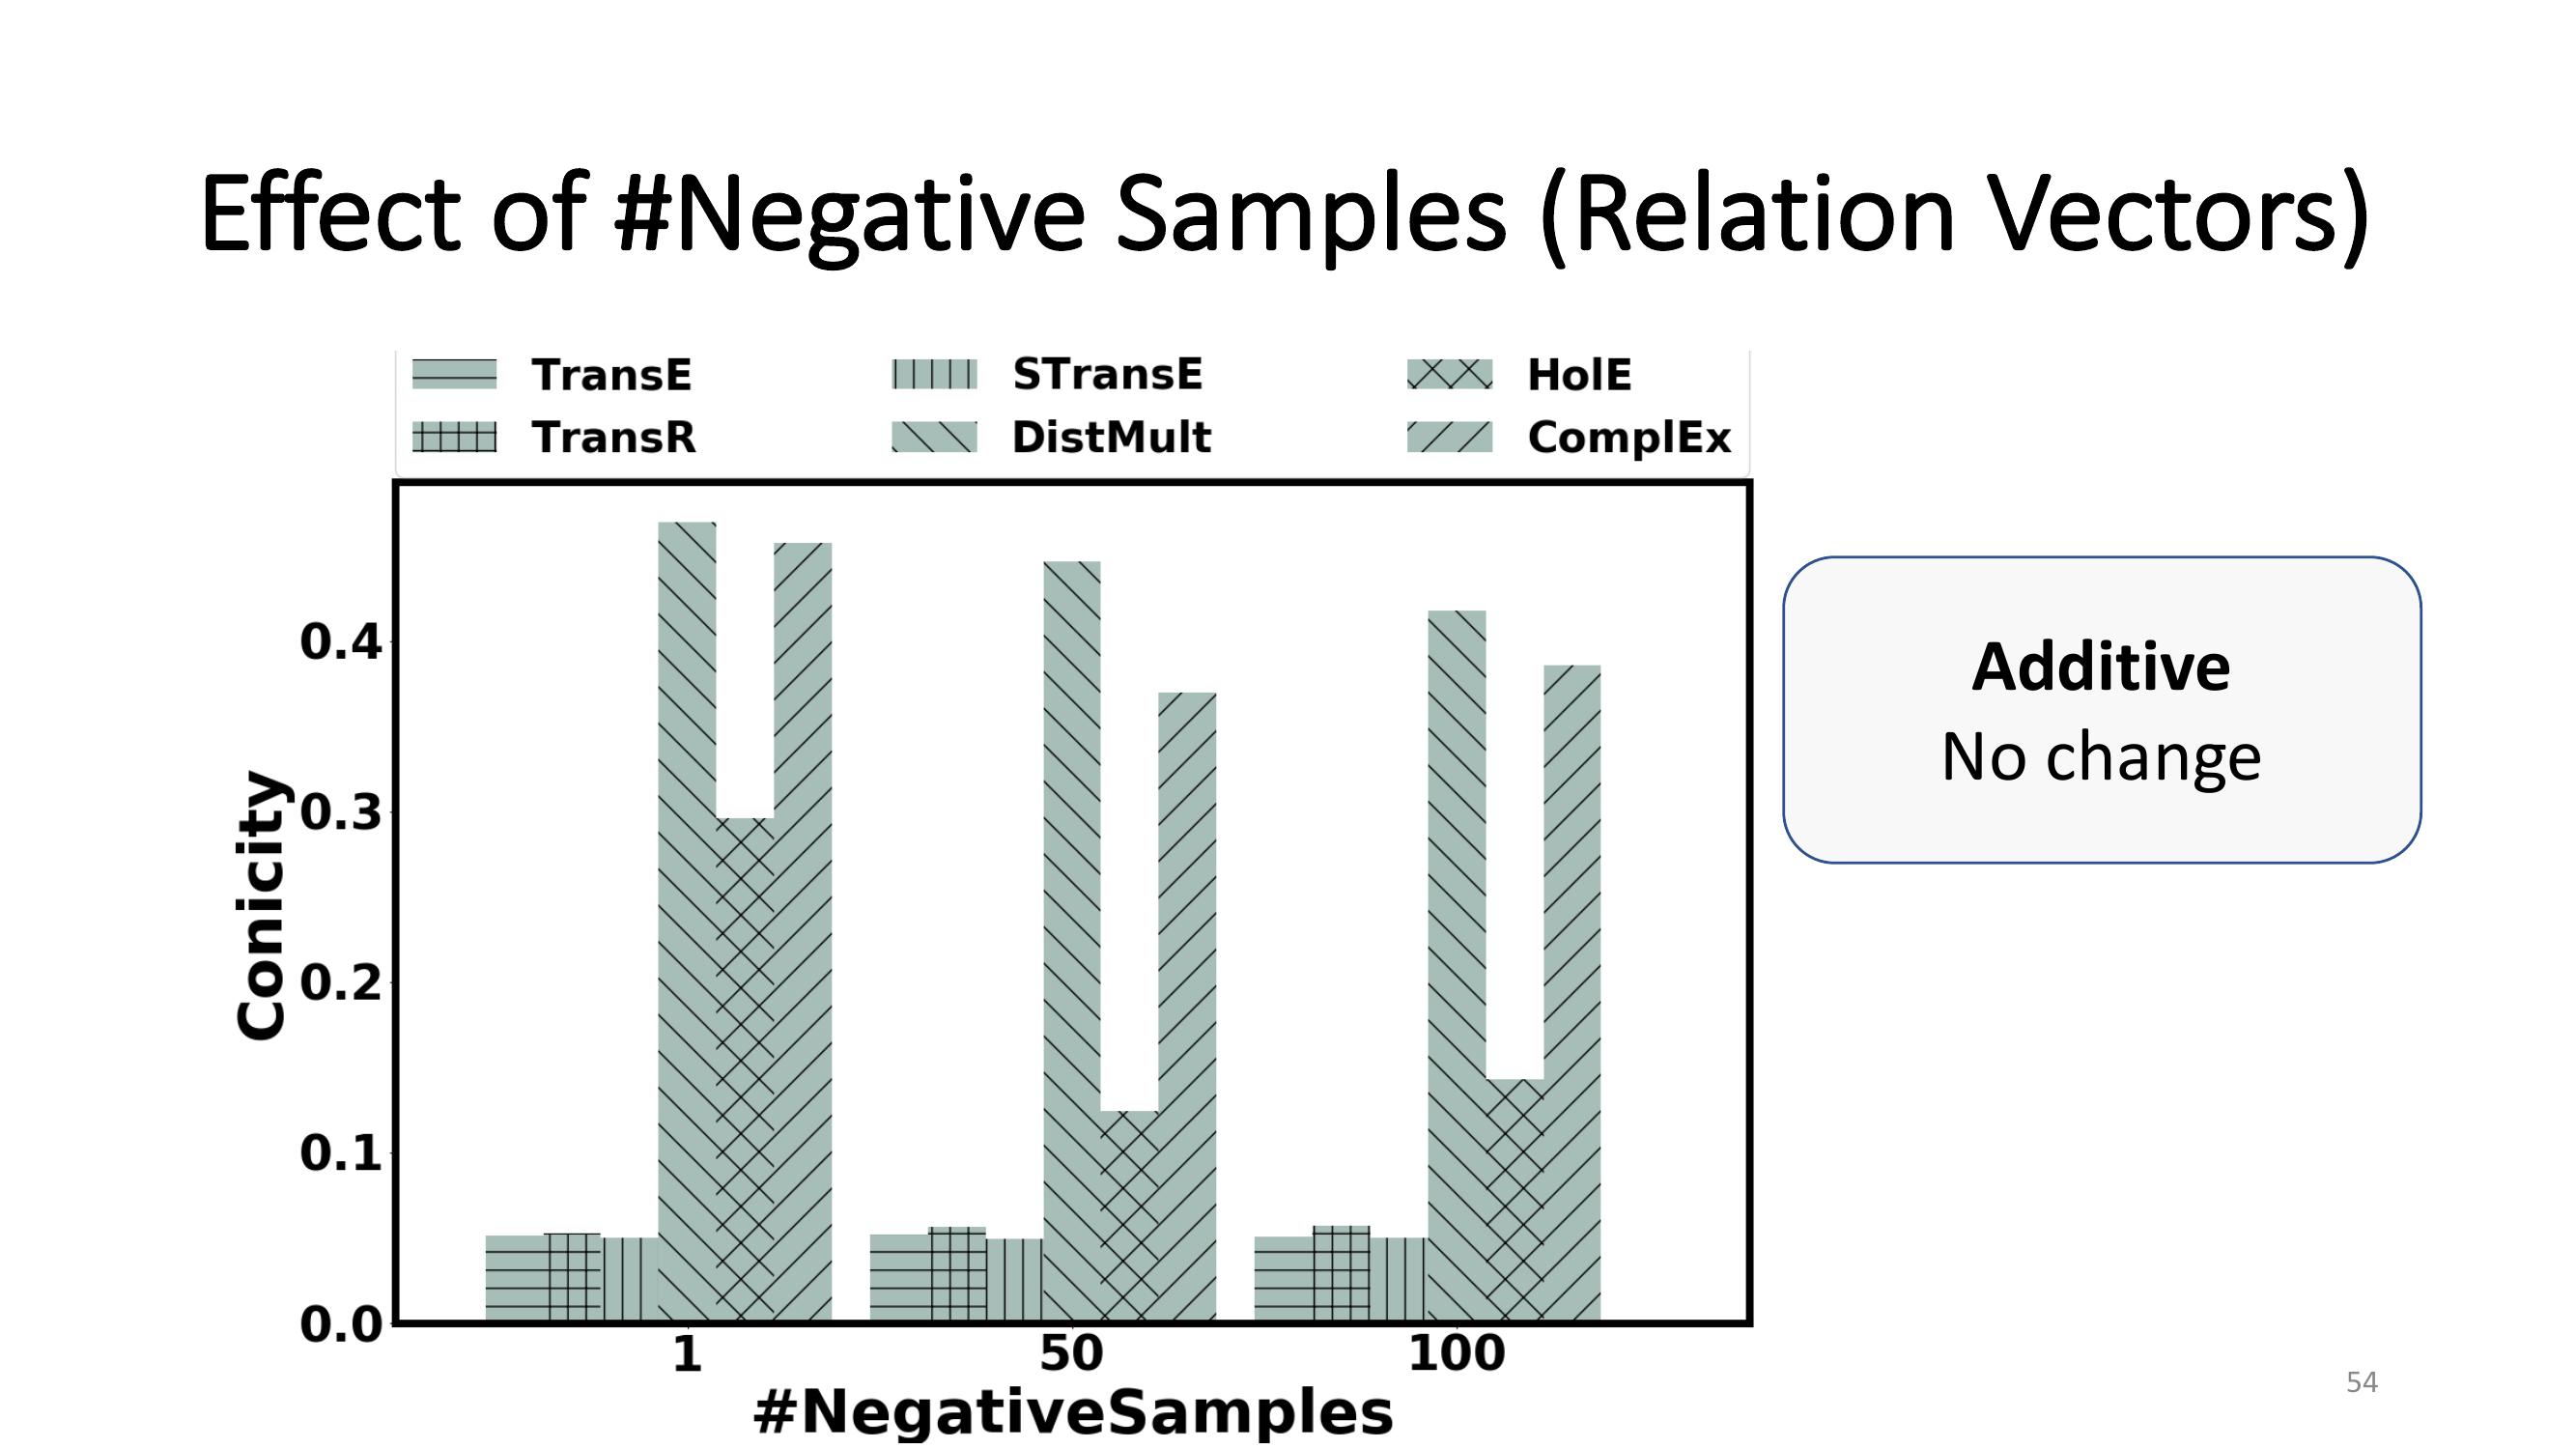 Effect of #Negative Samples (Relation Vectors)
TransE
STransE
HolE
TransR
DistMult
ComplEx
Conicity
0.4
0.3
0.2
0.1
0.0
1
50
100
#NegativeSamples
Additive
No change
54